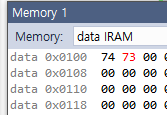 Memory 1
Memory: data IRAM
data 0x0100 74 73 00 0
data 0x0108 00 00 00 0
data 0x0110 00 00 00 0
data 0x0118 00 00 00 0